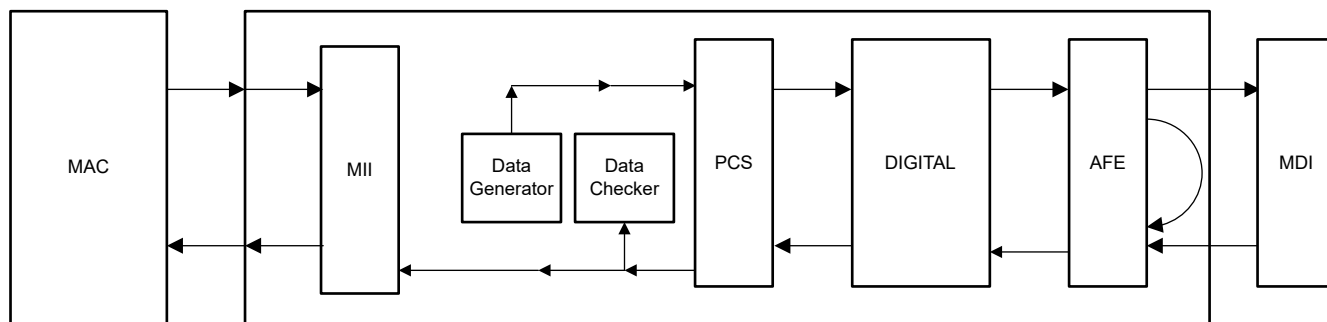 MAC
MII
Data
Generator
Data
Checker
PCS
DIGITAL
AFE
MDI